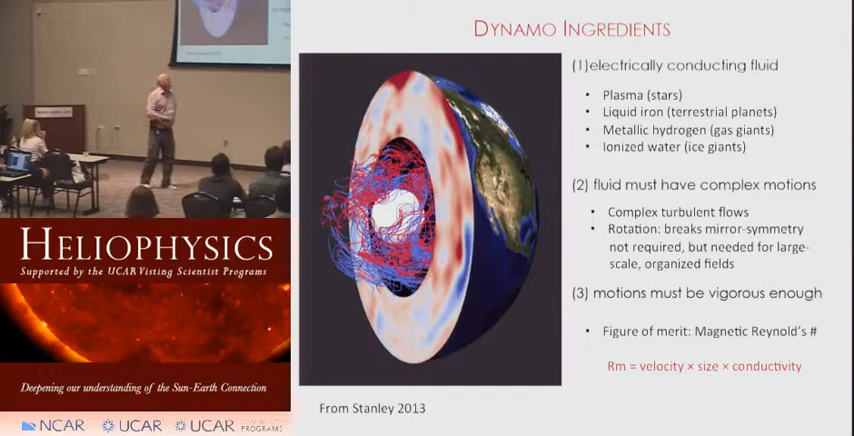 HELIOPHYSICS
Supported by the UCAR Visting Scientist Programs
Deepening our understanding of the Sun-Earth Connection
NCAR
UCAR
UCAR
PROGRAMS
DYNAMO INGREDIENTS
(1)electrically conducting fluid
• Plasma (stars)
• Liquid iron (terrestrial planets)
• Metallic hydrogen (gas giants)
• Ionized water (ice giants)
(2) fluid must have complex motions
• Complex turbulent flows
• Rotation: breaks mirror-symmetry
not required, but needed for large-
scale, organized fields
(3) motions must be vigorous enough
• Figure of merit: Magnetic Reynold's #
Rm = velocity × size × conductivity
From Stanley 2013